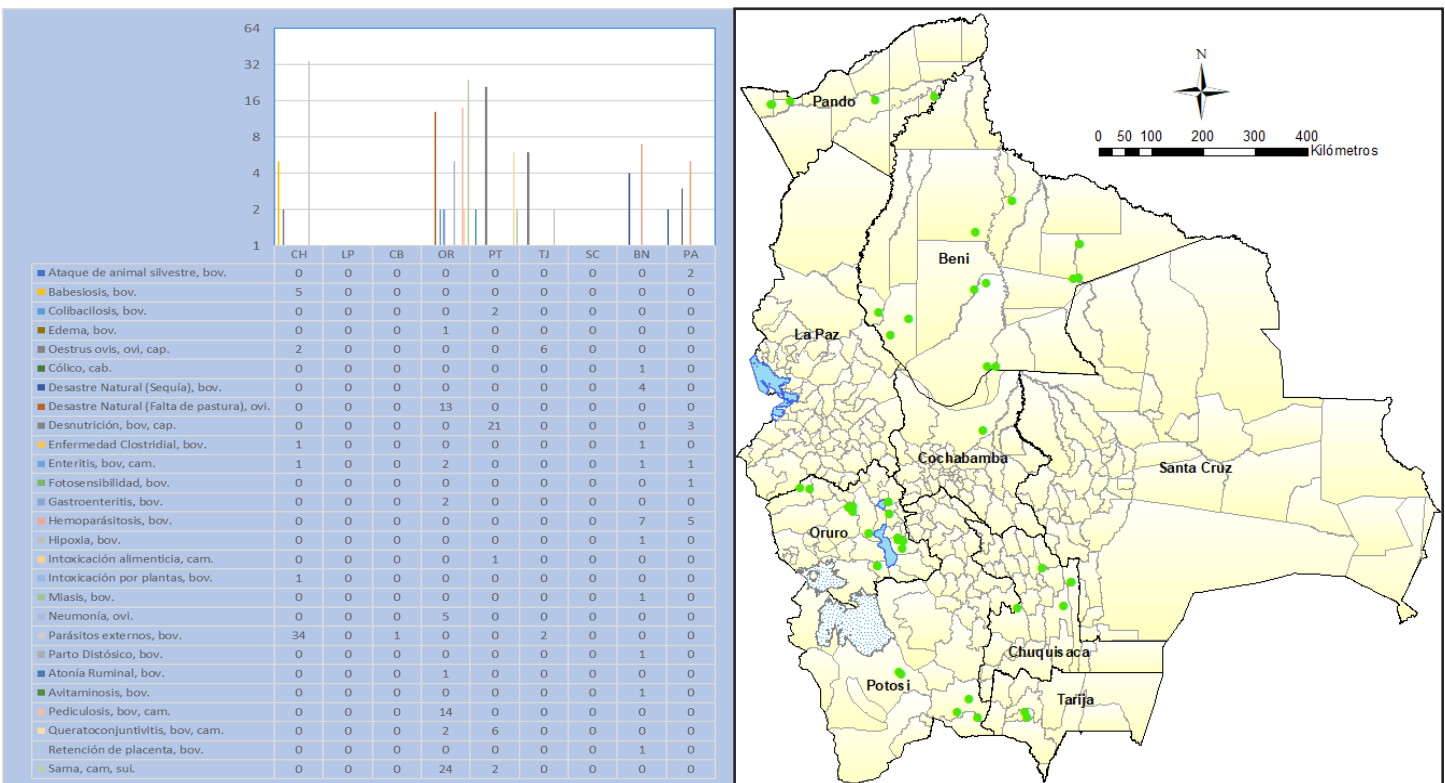 64
32
16
8
4
2
1
CH LP CB OR PT TJ SC BN PA
Ataque de animal silvestre, bov. 0 0 0 0 0 0 0 0 2
Babesiosis, bov. 5 0 0 0 0 0 0 0 0
Colibacilosis, bov. 0 0 0 0 2 0 0 0 0
Edema, bov. 0 0 0 1 0 0 0 0 0
Oestrus ovis, ovi, cap. 2 0 0 0 0 6 0 0 0
Cólico, cab. 0 0 0 0 0 0 0 1 0
Desastre Natural (Sequía), bov. 0 0 0 0 0 0 0 4 0
Desastre Natural (Falta de pastura), ovi. 0 0 0 13 0 0 0 0 0
Desnutrición, bov, cap. 0 0 0 0 21 0 0 0 3
Enfermedad Clostridial, bov. 1 0 0 0 0 0 0 1 0
Enteritis, bov, cam. 1 0 0 2 0 0 0 1 1
Fotosensibilidad, bov. 0 0 0 0 0 0 0 0 1
Gastroenteritis, bov. 0 0 0 2 0 0 0 0 0
Hemoparásitosis, bov. 0 0 0 0 0 0 0 7 5
Hipoxia, bov. 0 0 0 0 0 0 0 1 0
Intoxicación alimenticia, cam. 0 0 0 0 1 0 0 0 0
Intoxicación por plantas, bov. 1 0 0 0 0 0 0 0 0
Miasis, bov. 0 0 0 0 0 0 0 1 0
Neumonía, ovi. 0 0 0 5 0 0 0 0 0
Parásitos externos, bov. 34 0 1 0 0 2 0 0 0
Parto Distósico, bov. 0 0 0 0 0 0 0 1 0
Atonía Ruminal, bov. 0 0 0 1 0 0 0 0 0
Avitaminosis, bov. 0 0 0 0 0 0 0 1 0
Pediculosis, bov, cam. 0 0 0 14 0 0 0 0 0
Queratoconjuntivitis, bov, cam. 0 0 0 2 6 0 0 0 0
Retención de placenta, bov. 0 0 0 0 0 0 0 1 0
Sarna, cam, sui. 0 0 0 24 2 0 0 0 0
N
0 50 100 200 300 400
Kilómetros
Pando
Beni
La Paz
Cochabamba
Santa Cruz
Oruro
Chuquisaca
Potosi
Tarija